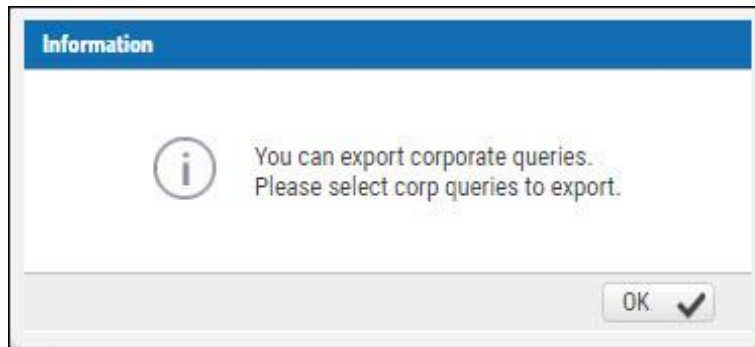 Information
You can export corporate queries.
Please select corp queries to export.
OK